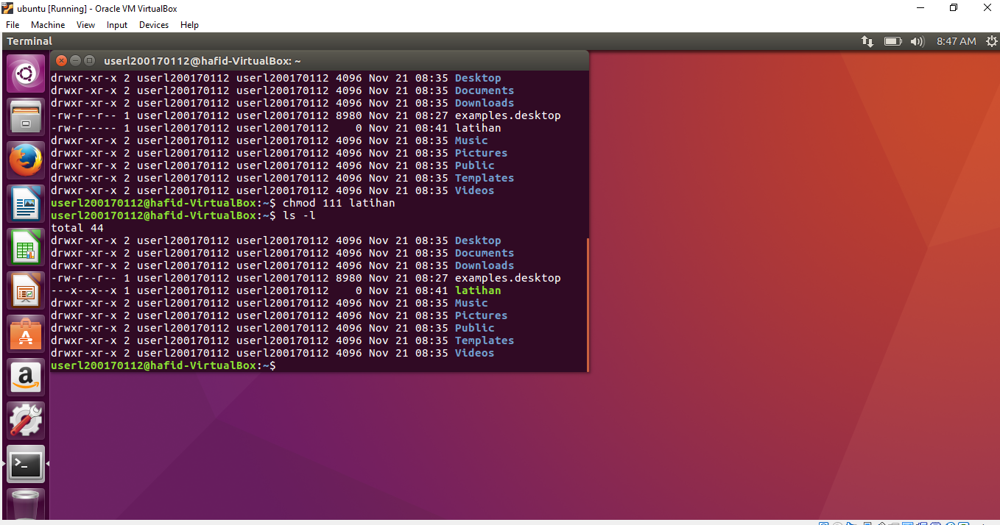 ubuntu [Running] - Oracle VM VirtualBox
File Machine View Input Devices Help
Terminal 8:47 AM
userl200170112@hafid-VirtualBox: ~
drwxr-xr-x 2 userl200170112 userl200170112 4096 Nov 21 08:35 Desktop
drwxr-xr-x 2 userl200170112 userl200170112 4096 Nov 21 08:35 Documents
drwxr-xr-x 2 userl200170112 userl200170112 4096 Nov 21 08:35 Downloads
-rw-r--r-- 1 userl200170112 userl200170112 8980 Nov 21 08:27 examples.desktop
-rw-r----- 1 userl200170112 userl200170112    0 Nov 21 08:41 latihan
drwxr-xr-x 2 userl200170112 userl200170112 4096 Nov 21 08:35 Music
drwxr-xr-x 2 userl200170112 userl200170112 4096 Nov 21 08:35 Pictures
drwxr-xr-x 2 userl200170112 userl200170112 4096 Nov 21 08:35 Public
drwxr-xr-x 2 userl200170112 userl200170112 4096 Nov 21 08:35 Templates
drwxr-xr-x 2 userl200170112 userl200170112 4096 Nov 21 08:35 Videos
userl200170112@hafid-VirtualBox:~$ chmod 111 latihan
userl200170112@hafid-VirtualBox:~$ ls -l
total 44
drwxr-xr-x 2 userl200170112 userl200170112 4096 Nov 21 08:35 Desktop
drwxr-xr-x 2 userl200170112 userl200170112 4096 Nov 21 08:35 Documents
drwxr-xr-x 2 userl200170112 userl200170112 4096 Nov 21 08:35 Downloads
-rw-r--r-- 1 userl200170112 userl200170112 8980 Nov 21 08:27 examples.desktop
---x--x--x 1 userl200170112 userl200170112    0 Nov 21 08:41 latihan
drwxr-xr-x 2 userl200170112 userl200170112 4096 Nov 21 08:35 Music
drwxr-xr-x 2 userl200170112 userl200170112 4096 Nov 21 08:35 Pictures
drwxr-xr-x 2 userl200170112 userl200170112 4096 Nov 21 08:35 Public
drwxr-xr-x 2 userl200170112 userl200170112 4096 Nov 21 08:35 Templates
drwxr-xr-x 2 userl200170112 userl200170112 4096 Nov 21 08:35 Videos
userl200170112@hafid-VirtualBox:~$